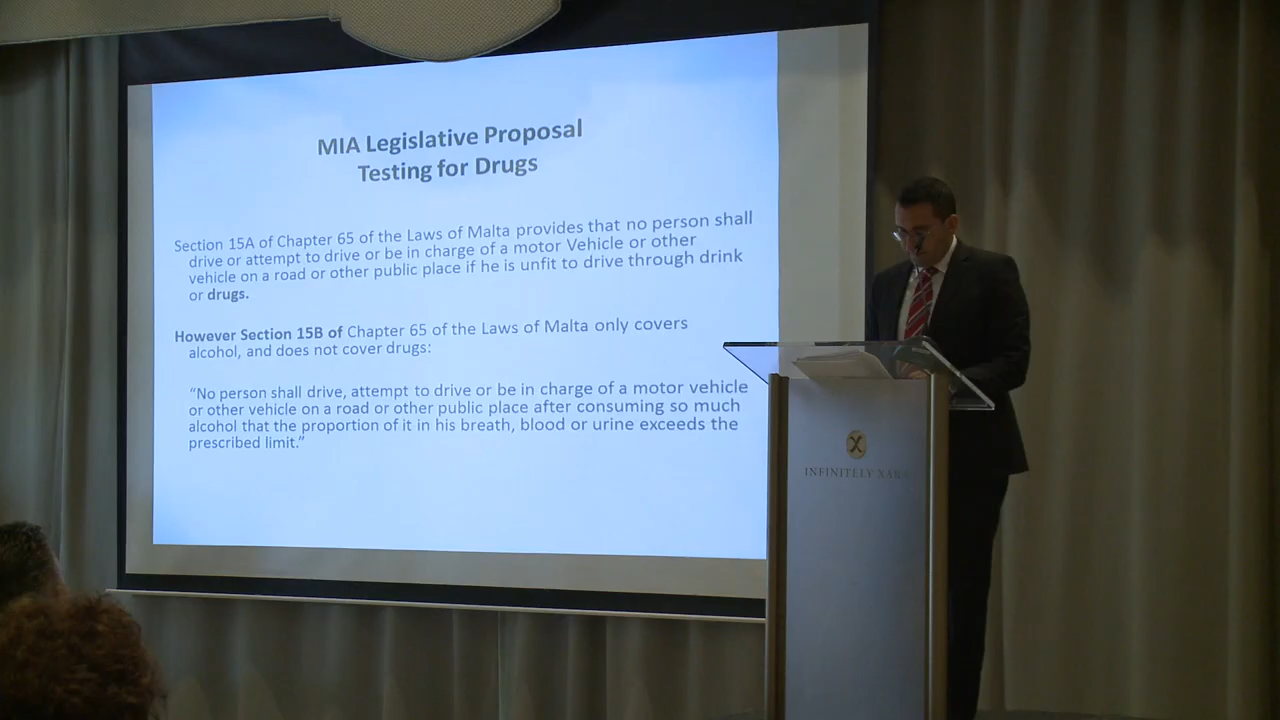 MIA Legislative Proposal
Testing for Drugs
Section 15A of Chapter 65 of the Laws of Malta provides that no person shall
drive or attempt to drive or be in charge of a motor Vehicle or other
vehicle on a road or other public place if he is unfit to drive through drink
or drugs.
However Section 15B of Chapter 65 of the Laws of Malta only covers
alcohol, and does not cover drugs:
“No person shall drive, attempt to drive or be in charge of a motor vehicle
or other vehicle on a road or other public place after consuming so much
alcohol that the proportion of it in his breath, blood or urine exceeds the
prescribed limit.”
X
INFINITELY XARA